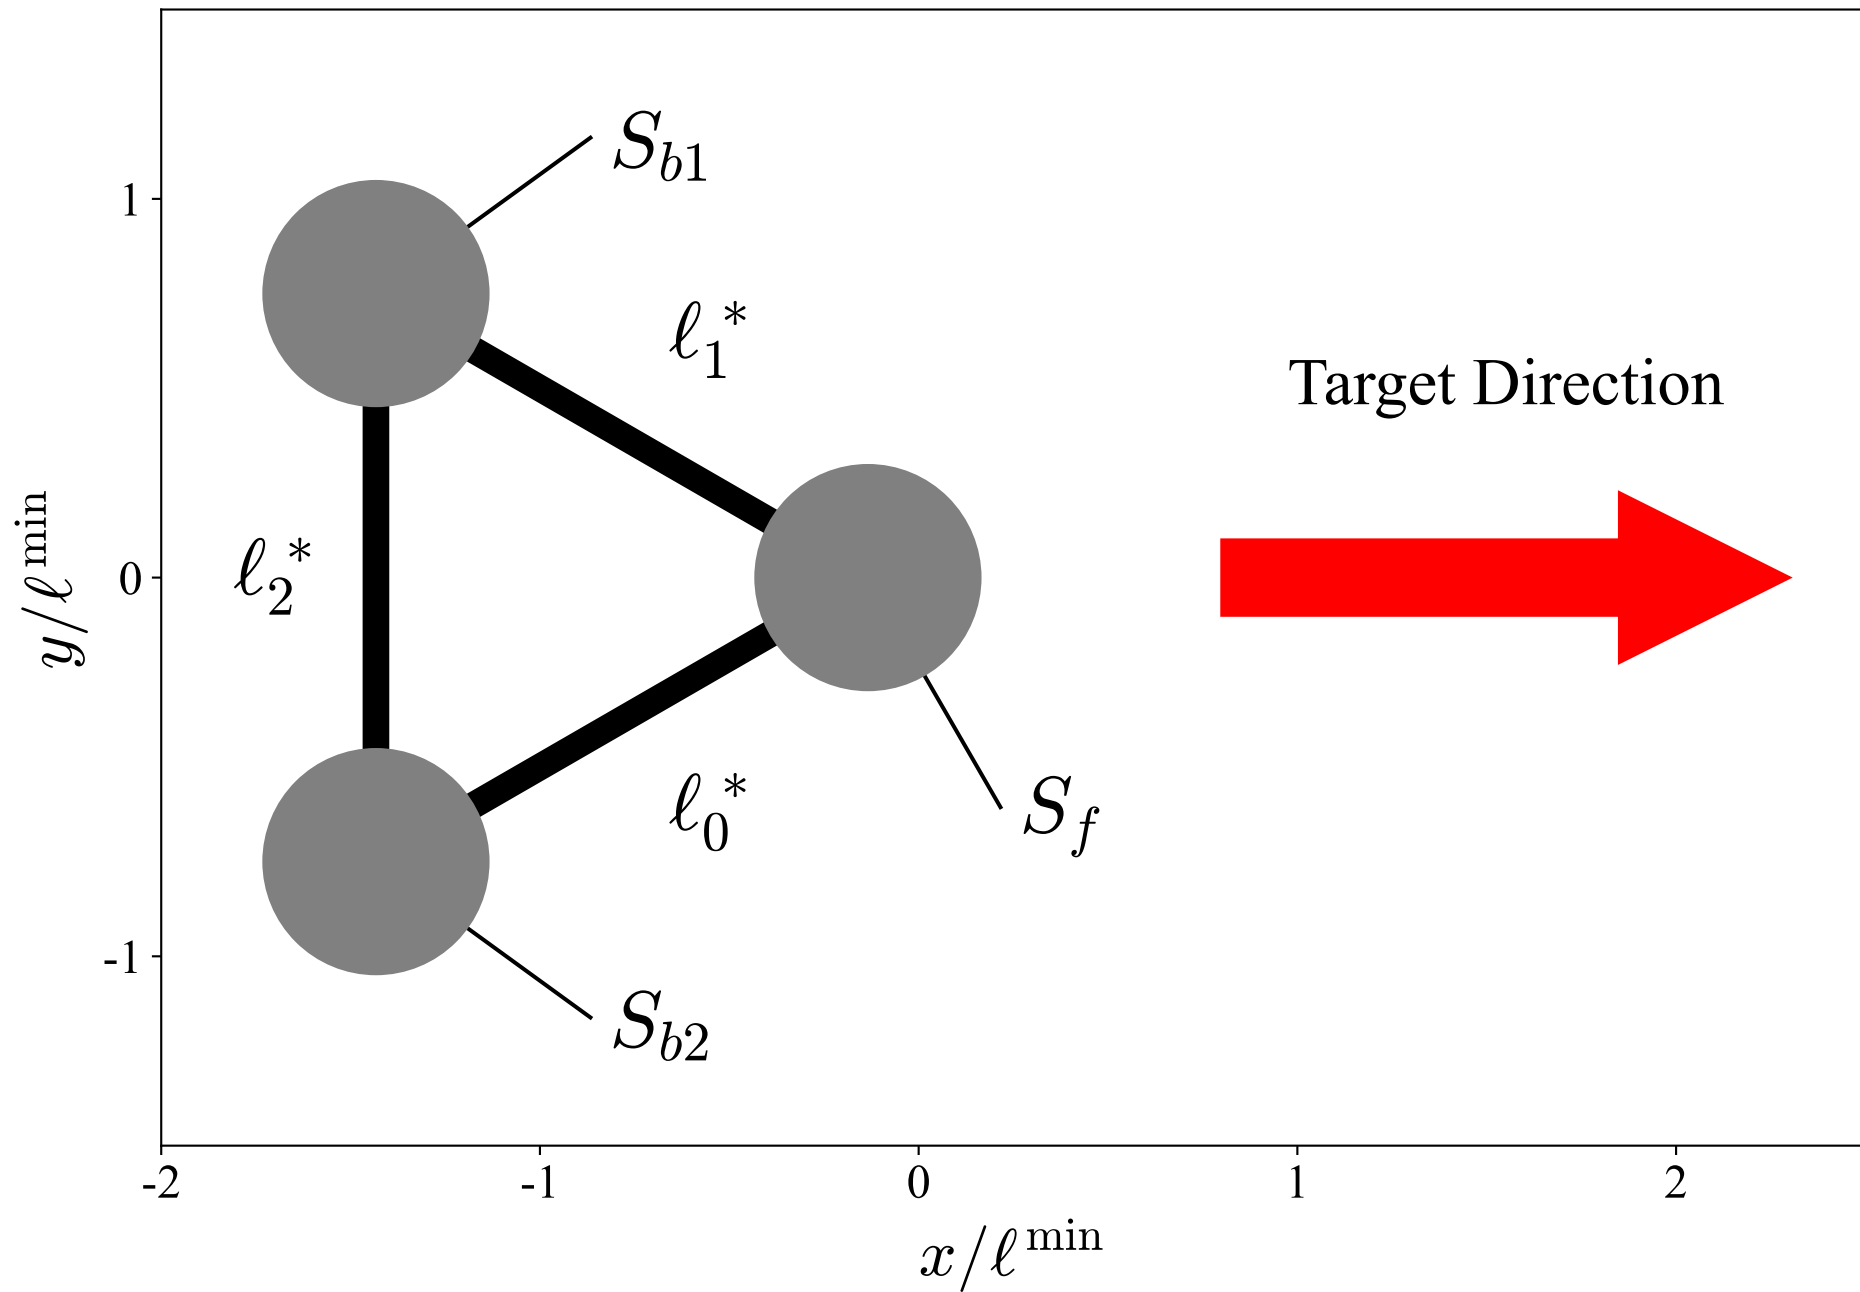 S_{b1}
1
ℓ_1^*
Target Direction
ℓ_2^*
0
y/ℓ^{min}
ℓ_0^*
S_f
-1
S_{b2}
-2 -1 0 1 2
x/ℓ^{min}